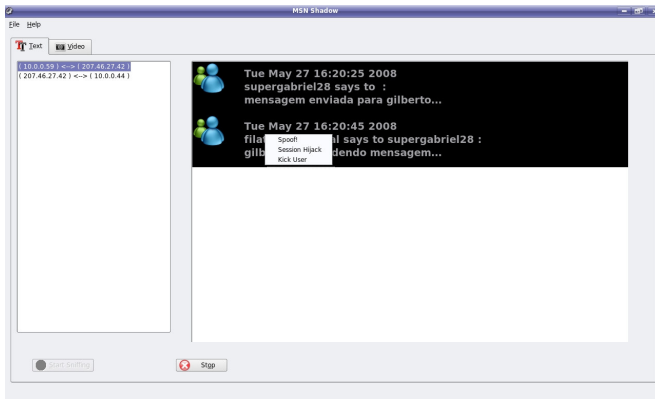 MSN Shadow
File Help
Text Video
( 10.0.0.59 ) <--> ( 207.46.27.42 )
( 207.46.27.42 ) <--> ( 10.0.0.44 )
Tue May 27 16:20:25 2008
supergabriel28 says to :
mensagem enviada para gilberto...
Tue May 27 16:20:45 2008
says to supergabriel28 :
mensagem...
Spoof!
Session Hijack
Kick User
Start Sniffing
Stop